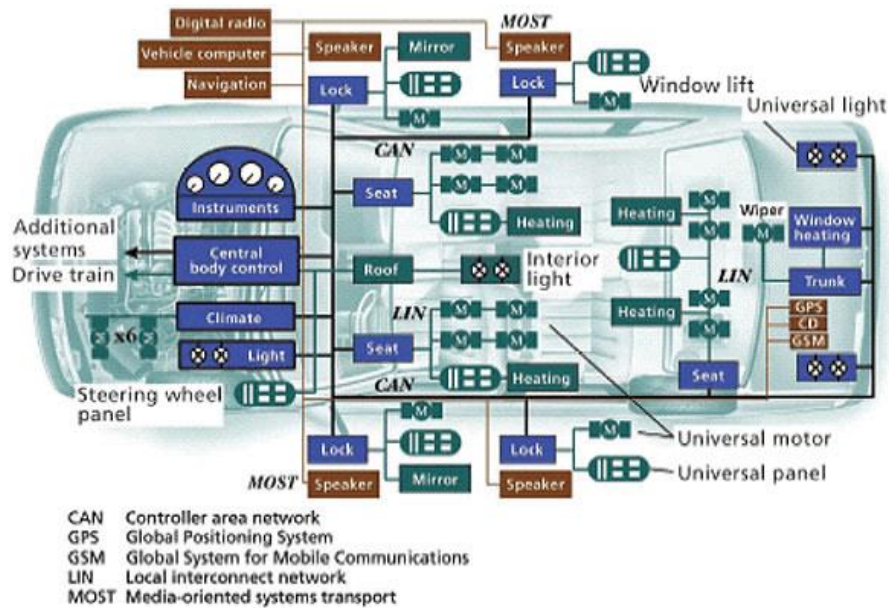 Digital radio
MOST
Speaker
Mirror
Speaker
Vehicle computer
Navigation
Lock
Lock
Window lift
M
M
Universal light
CAN
M M
Seat
M M
Instruments
Heating
Heating
M
M
Wiper
M
Window
heating
Additional
systems
Drive train
Central
body control
Roof
Interior
light
LIN
Trunk
GPS
CD
GSM
Climate
LIN
M M
M M
Heating
M
M
x6
M M
Light
Seat
CAN
Heating
Seat
Steering wheel
panel
M
M
Lock
Lock
Universal motor
MOST
Speaker
Mirror
Speaker
Universal panel
CAN Controller area network
GPS Global Positioning System
GSM Global System for Mobile Communications
LIN Local interconnect network
MOST Media-oriented systems transport